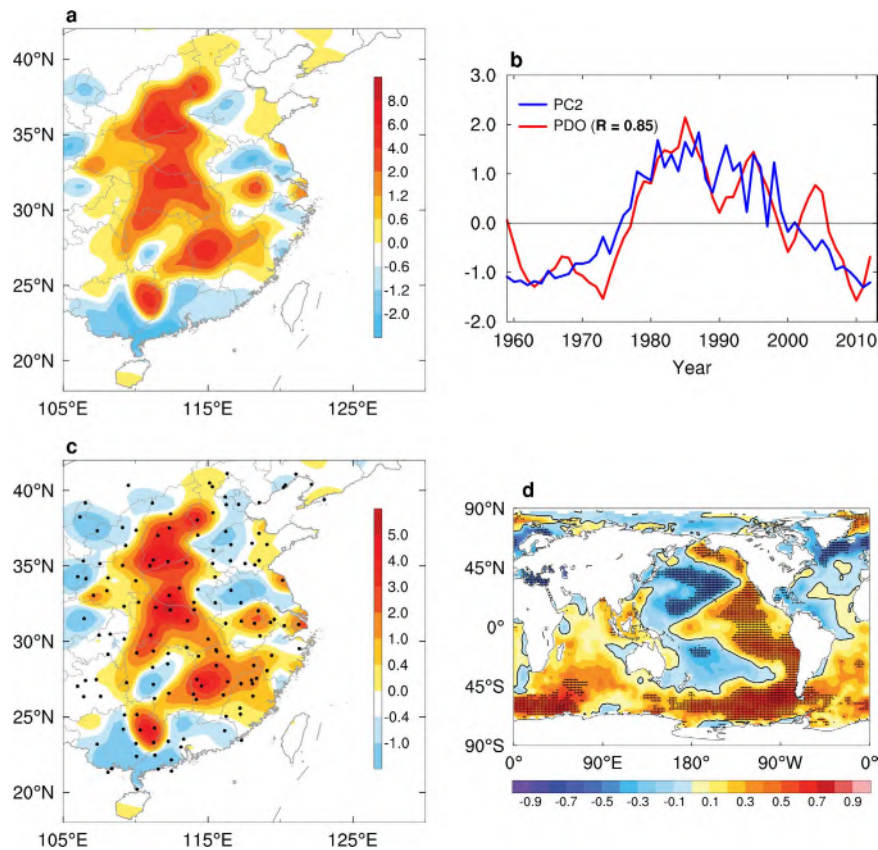 a
40°N
35°N
30°N
25°N
20°N
105°E 115°E 125°E
8.0
6.0
4.0
2.0
1.2
0.6
0.0
-0.6
-1.2
-2.0
b
3.0
2.0
1.0
0.0
-1.0
-2.0
PC2
PDO (R = 0.85)
1960 1970 1980 1990 2000 2010
Year
c
40°N
35°N
30°N
25°N
20°N
105°E 115°E 125°E
5.0
4.0
3.0
2.0
1.0
0.4
0.0
-0.4
-1.0
d
90°N
45°N
0°
45°S
90°S
0° 90°E 180° 90°W 0°
-0.9 -0.7 -0.5 -0.3 -0.1 0.1 0.3 0.5 0.7 0.9